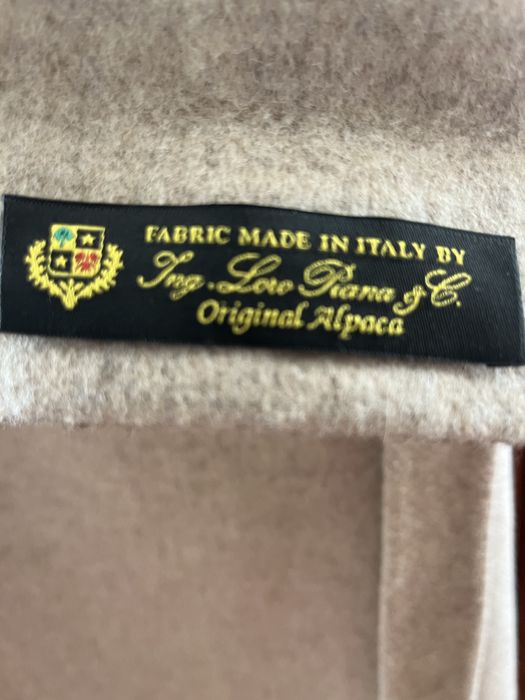 FABRIC MADE IN ITALY BY
Ing. Loro Piana & C.
Original Alpaca